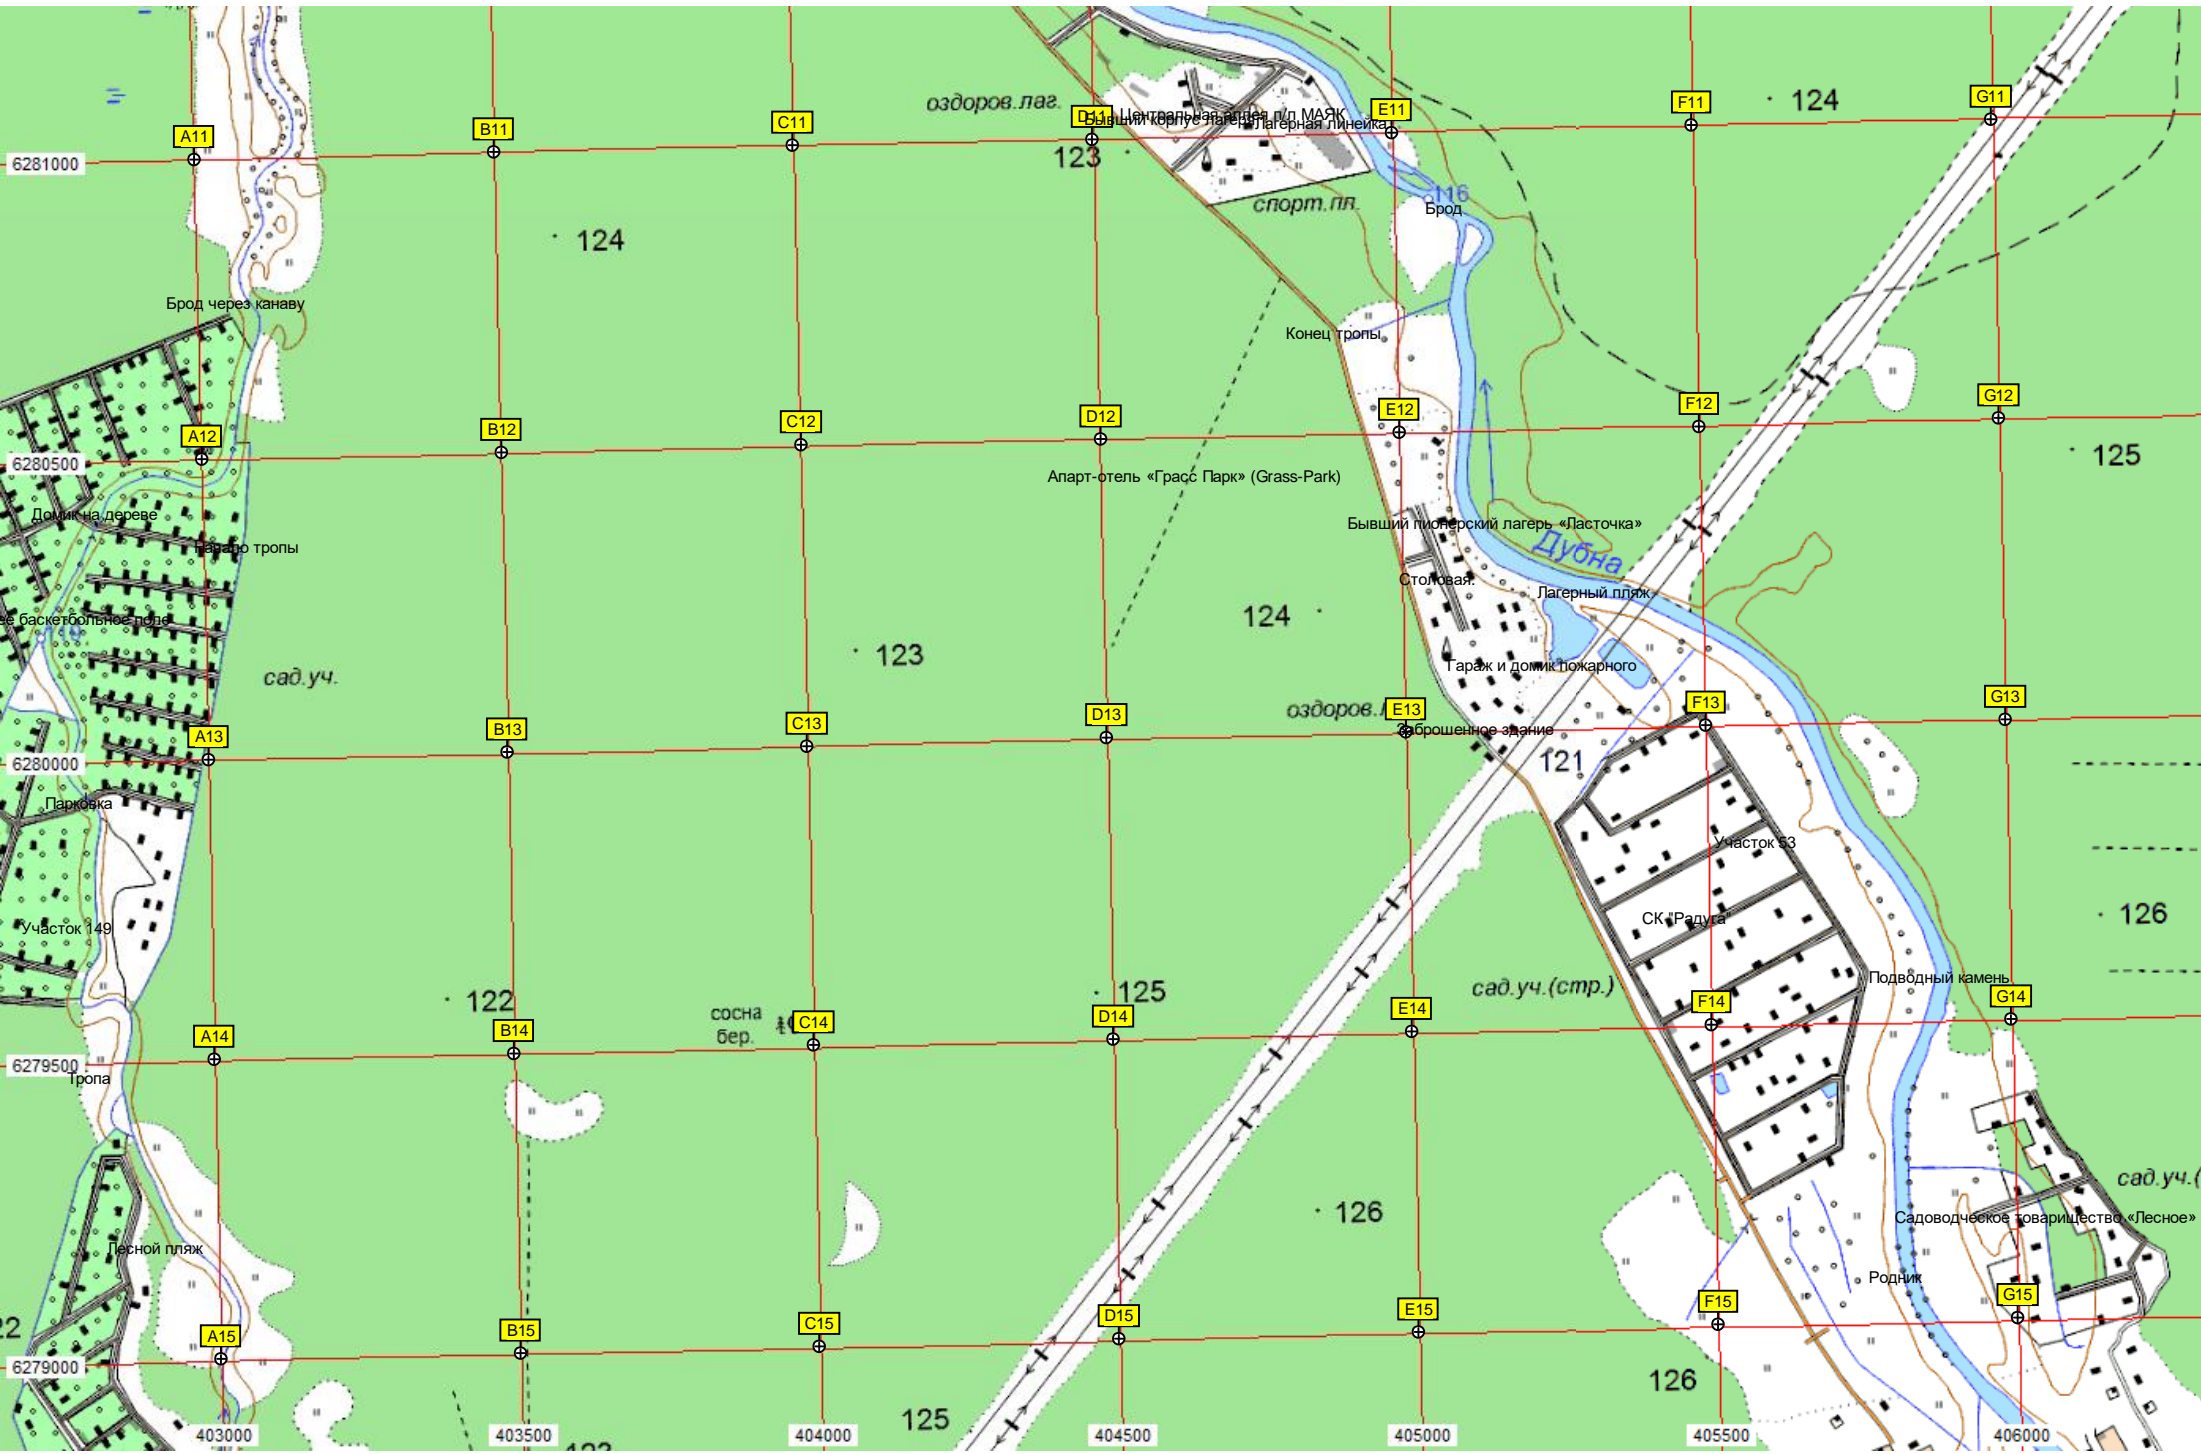 оздоров.лаг.
124
G11
F11
E11
D11
C11
B11
A11
Центральная аллея п/л МАЯК
Бывший корпус лагеря
Лагерная линейка
6281000
123
116
спорт.пл.
Брод
124
Брод через канаву
Конец тропы
G12
F12
E12
D12
C12
B12
A12
6280500
125
Апарт-отель «Грасс Парк» (Grass-Park)
Домик на дереве
Бывший пионерский лагерь «Ласточка»
Начало тропы
Дубна
Столовая.
Лагерный пляж
124
баскетбольное поле
123
сад.уч.
Гараж и домик пожарного
G13
F13
E13
D13
C13
B13
A13
оздоров.
Заброшенное здание
6280000
121
Парковка
Участок 53
СК "Радуга"
126
Участок 149
Подводный камень
122
125
сад.уч.(стр.)
сосна
бер.
G14
F14
E14
D14
C14
B14
A14
6279500
Тропа
сад.уч.(
126
Садоводческое товарищество «Лесное»
Лесной пляж
Родник
G15
F15
E15
D15
C15
B15
A15
22
6279000
126
125
403000
403500
404000
404500
405000
405500
406000